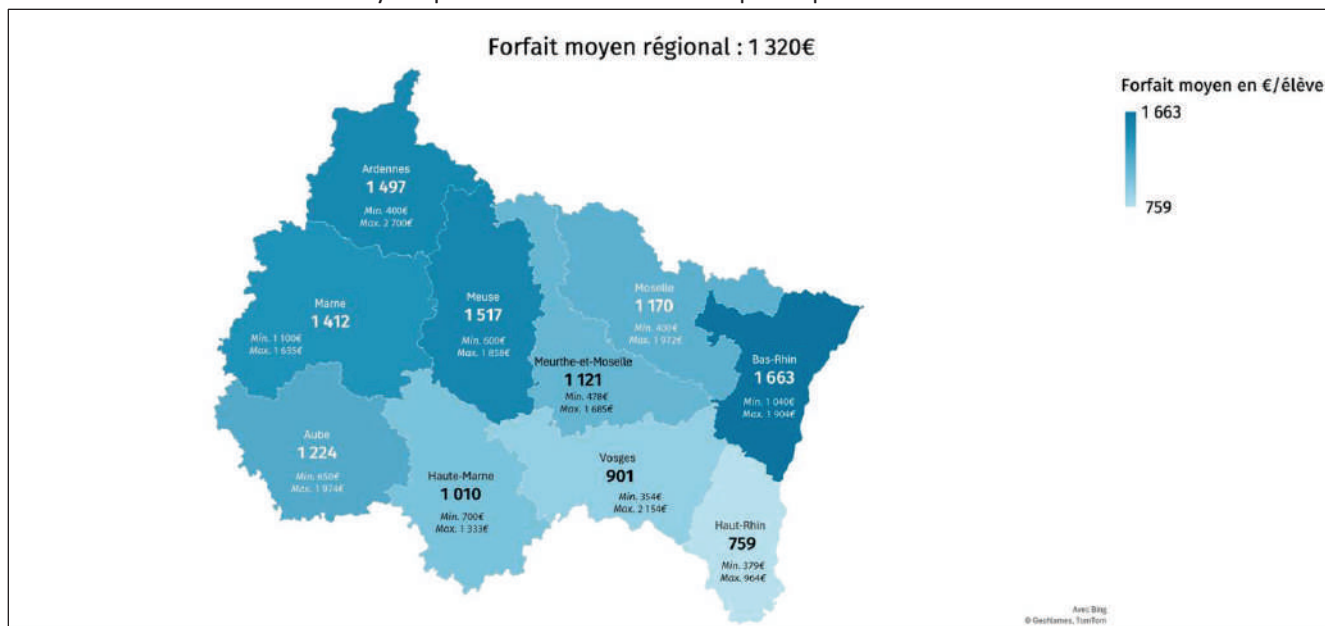 Forfait moyen régional : 1 320€
Forfait moyen en €/élève
1 663
759
Ardennes
1 497
Min. 400€
Max. 2 700€
Marne
1 412
Min. 1 100€
Max. 1 635€
Meuse
1 517
Min. 600€
Max. 1 858€
Moselle
1 170
Min. 400€
Max. 1 972€
Meurthe-et-Moselle
1 121
Min. 478€
Max. 1 685€
Bas-Rhin
1 663
Min. 1 040€
Max. 1 904€
Aube
1 224
Min. 650€
Max. 1 974€
Haute-Marne
1 010
Min. 700€
Max. 1 333€
Vosges
901
Min. 354€
Max. 2 154€
Haut-Rhin
759
Min. 379€
Max. 964€
Avec Bing
© GeoNames, TomTom